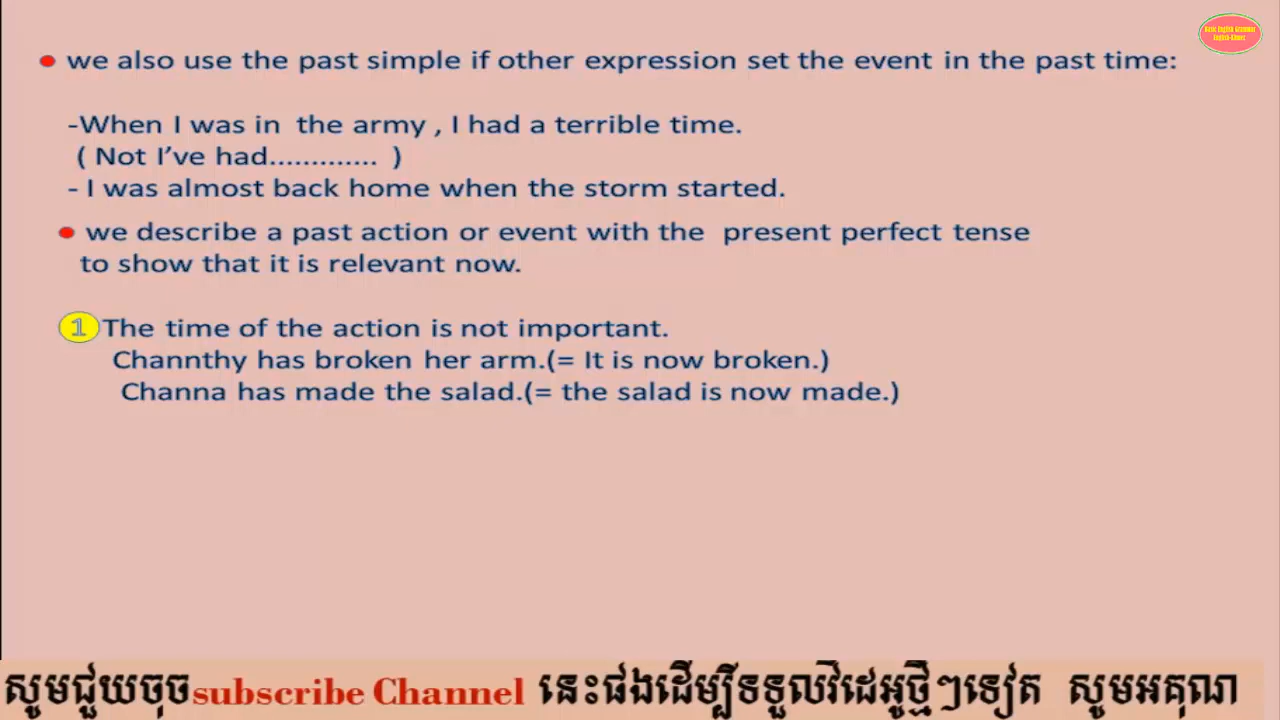 Basic English Grammar
English-Khmer
we also use the past simple if other expression set the event in the past time:
-When I was in the army , I had a terrible time.
( Not I’ve had............. )
- I was almost back home when the storm started.
we describe a past action or event with the present perfect tense
to show that it is relevant now.
1 The time of the action is not important.
Channthy has broken her arm.(= It is now broken.)
Channa has made the salad.(= the salad is now made.)
សូមជួយចុចsubscribe Channel នេះផងដើម្បីទទួលវិដេអូថ្មីៗទៀត សូមអរគុណ